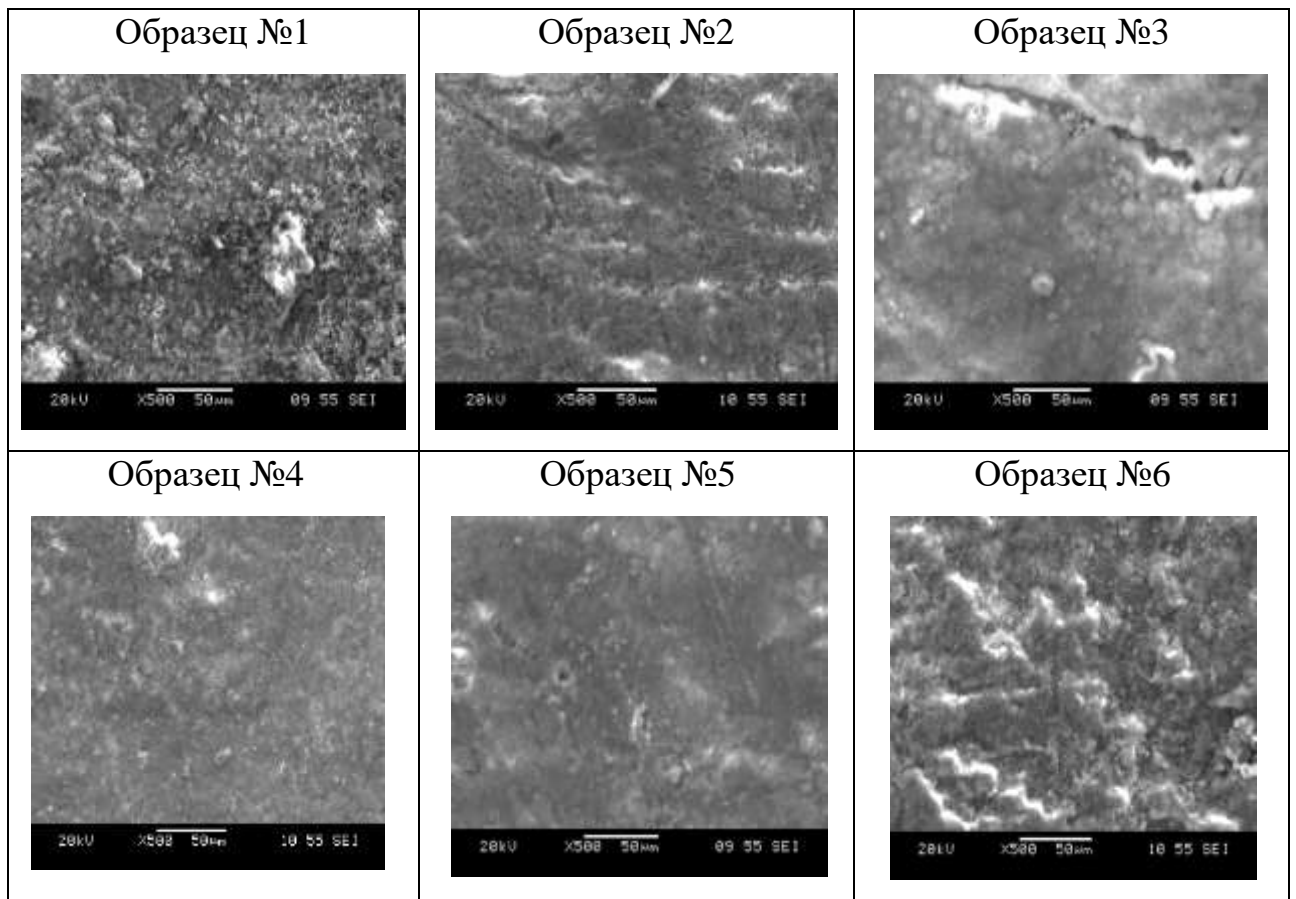 Образец №1
20kV X500 50µm 09 55 SEI
Образец №2
20kV X500 50µm 10 55 SEI
Образец №3
20kV X500 50µm 09 55 SEI
Образец №4
20kV X500 50µm 10 55 SEI
Образец №5
20kV X500 50µm 09 55 SEI
Образец №6
20kV X500 50µm 10 55 SEI